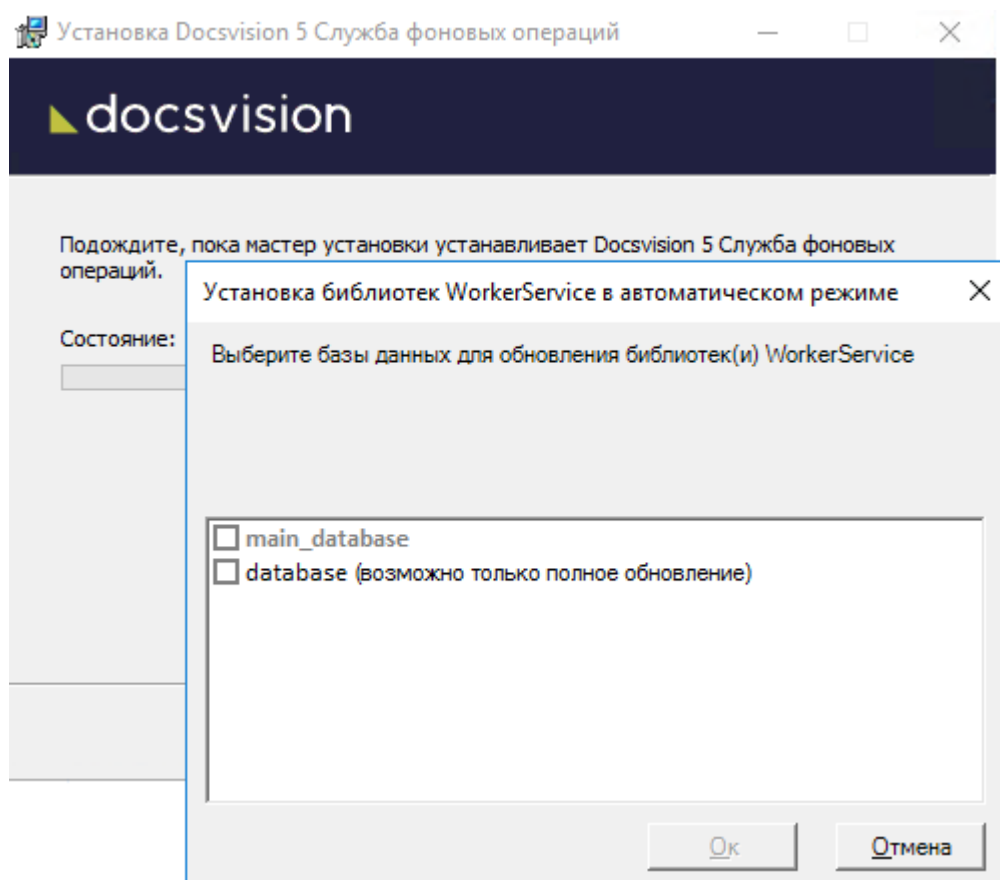 Установка Docsvision 5 Служба фоновых операций
docsvision
Подождите, пока мастер установки устанавливает Docsvision 5 Служба фоновых
операций.
Установка библиотек WorkerService в автоматическом режиме
Состояние:
Выберите базы данных для обновления библиотек(и) WorkerService
main_database
database (возможно только полное обновление)
Ок
Отмена